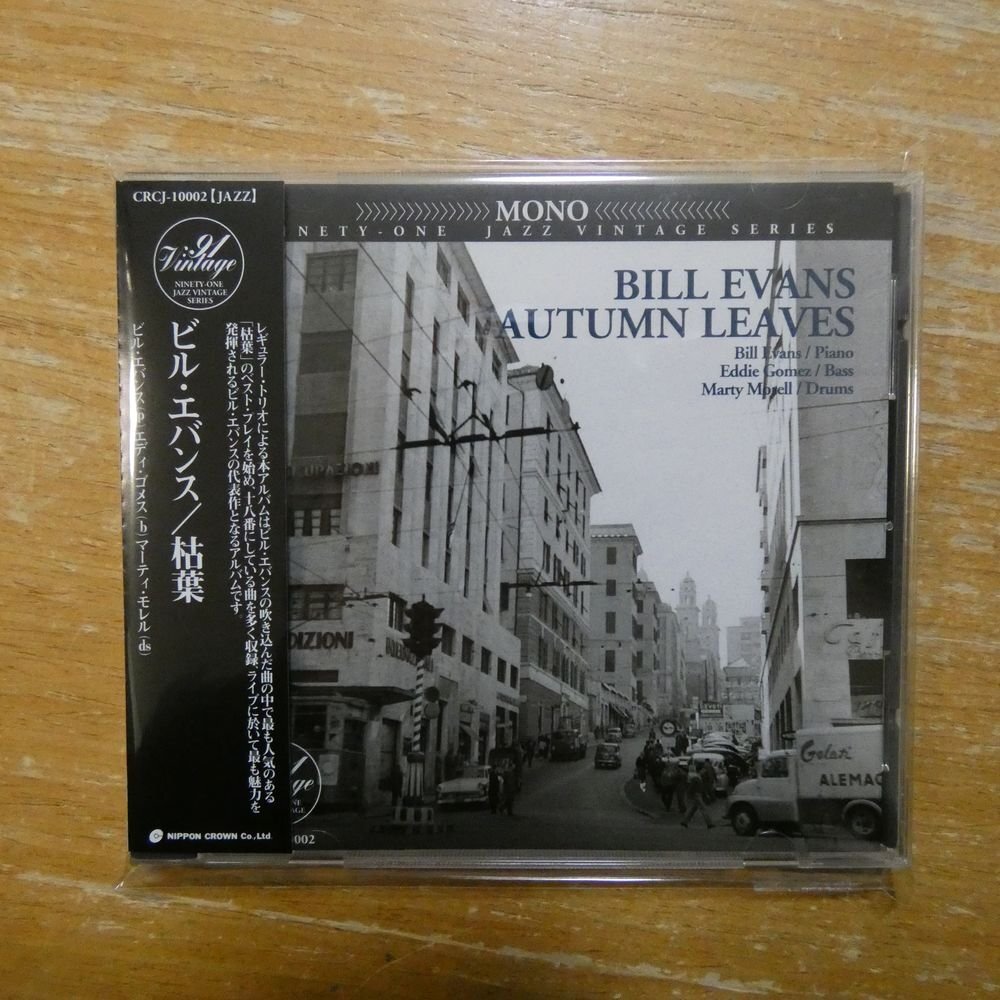 CRCJ-10002【JAZZ】
'91
Vintage
NINETY-ONE
JAZZ VINTAGE
SERIES
ビル・エバンス／枯葉
ビル・エバンス(p)エディ・ゴメス(b)マーティ・モレル(ds)
レギュラー・トリオによる本アルバムはビル・エバンスの吹き込んだ曲の中で最も人気のある
「枯葉」のベスト・プレイを始め、十八番にしている曲を多く収録、ライブに於いて最も魅力を
発揮されるビル・エバンスの代表作となるアルバムです。
NIPPON CROWN Co.,Ltd.
MONO
INETY-ONE JAZZ VINTAGE SERIES
BILL EVANS
AUTUMN LEAVES
Bill Evans / Piano
Eddie Gomez / Bass
Marty Morell / Drums
DIZIONI
Gelati
ALEMAG
NE
NTAGE
002